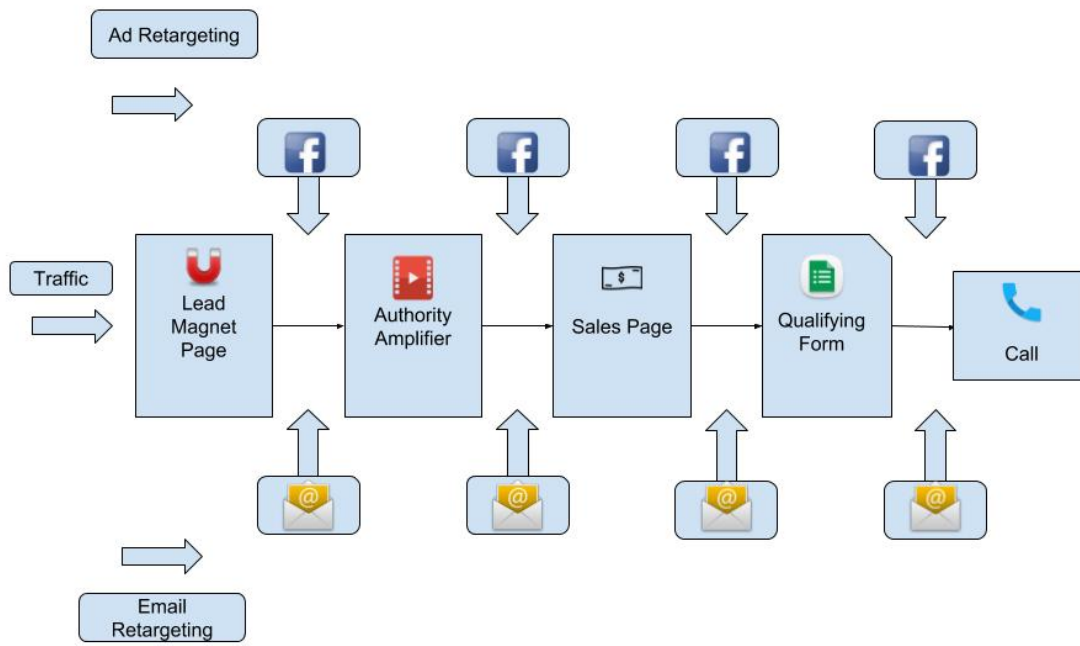 Ad Retargeting
f
f
f
f
Traffic
Lead
Magnet
Page
Authority
Amplifier
$
Sales Page
Qualifying
Form
Call
@
@
@
@
Email
Retargeting